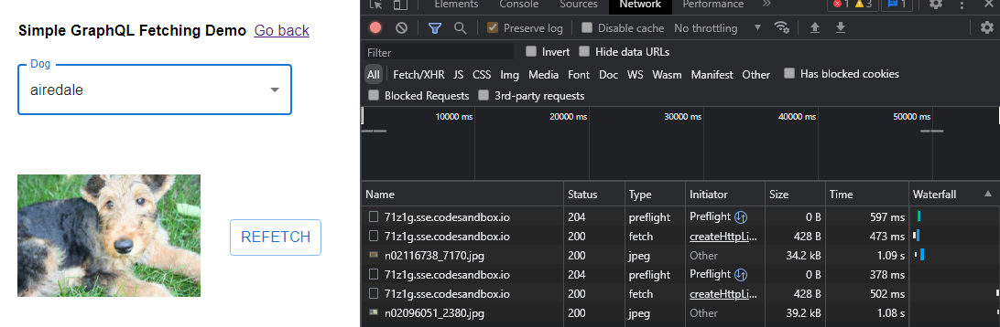 Simple GraphQL Fetching Demo Go back
Dog
airedale
REFETCH
Elements Console Sources Network Performance 1 3 1
Preserve log Disable cache No throttling
Filter Invert Hide data URLs
All Fetch/XHR JS CSS Img Media Font Doc WS Wasm Manifest Other Has blocked cookies
Blocked Requests 3rd-party requests
10000 ms 20000 ms 30000 ms 40000 ms 50000 ms
Name Status Type Initiator Size Time Waterfall
71z1g.sse.codesandbox.io 204 preflight Preflight 0 B 597 ms
71z1g.sse.codesandbox.io 200 fetch createHttpLi... 428 B 473 ms
n02116738_7170.jpg 200 jpeg Other 34.2 kB 1.09 s
71z1g.sse.codesandbox.io 204 preflight Preflight 0 B 378 ms
71z1g.sse.codesandbox.io 200 fetch createHttpLi... 428 B 502 ms
n02096051_2380.jpg 200 jpeg Other 39.2 kB 1.08 s